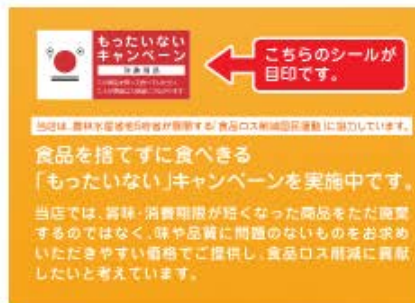 もったいない
キャンペーン
対象商品
こちらのシールが
目印です。
当店は、農林水産省等5府省が展開する「食品ロス削減国民運動」に協力しています。
食品を捨てずに食べきる
「もったいない」キャンペーンを実施中です。
当店では、賞味・消費期限が短くなった商品をただ廃棄
するのではなく、味や品質に問題のないものをお求め
いただきやすい価格でご提供し、食品ロス削減に貢献
したいと考えています。